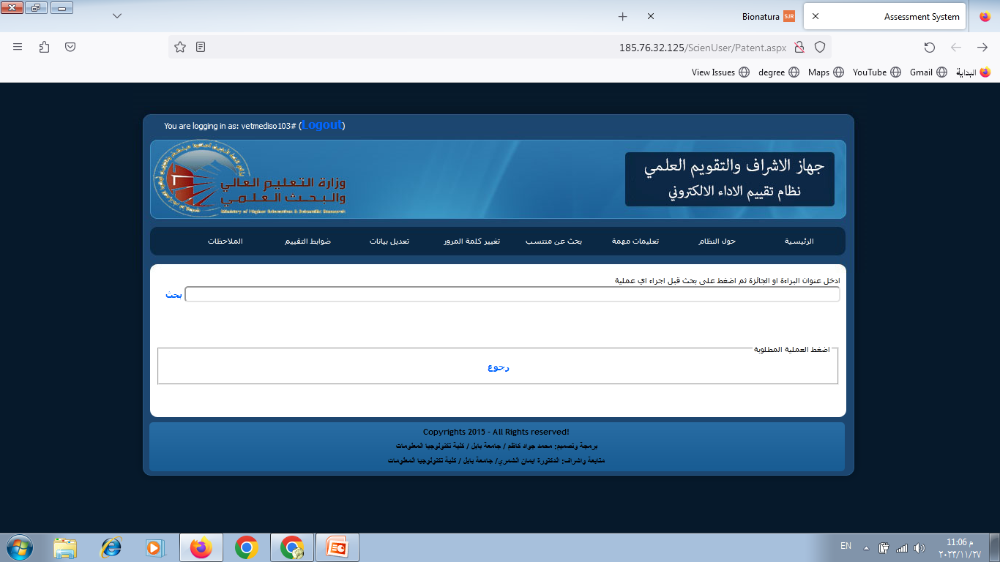 Assessment System
Bionatura
SJR
185.76.32.125/ScienUser/Patent.aspx
البداية
Gmail
YouTube
Maps
degree
View Issues
You are logging in as: vetmediso103# (Logout)
وزارة التعليم العالي
والبحث العلمي
Ministry of Higher Education & Scientific Research
جهاز الاشراف والتقويم العلمي
نظام تقييم الاداء الالكتروني
الرئيسية
حول النظام
تعليمات مهمة
بحث عن منتسب
تغيير كلمة المرور
تعديل بيانات
ضوابط التقييم
الملاحظات
ادخل عنوان البراءة او الجائزة ثم اضغط على بحث قبل اجراء اي عملية
بحث
اضغط العملية المطلوبة
رجوع
Copyrights 2015 - All Rights reserved!
برمجة وتصميم: محمد جواد كاظم / جامعة بابل / كلية تكنولوجيا المعلومات
متابعة واشراف: الدكتورة ايمان الشمري/ جامعة بابل / كلية تكنولوجيا المعلومات
EN
11:06 م
٢٠٢٣/١١/٢٧